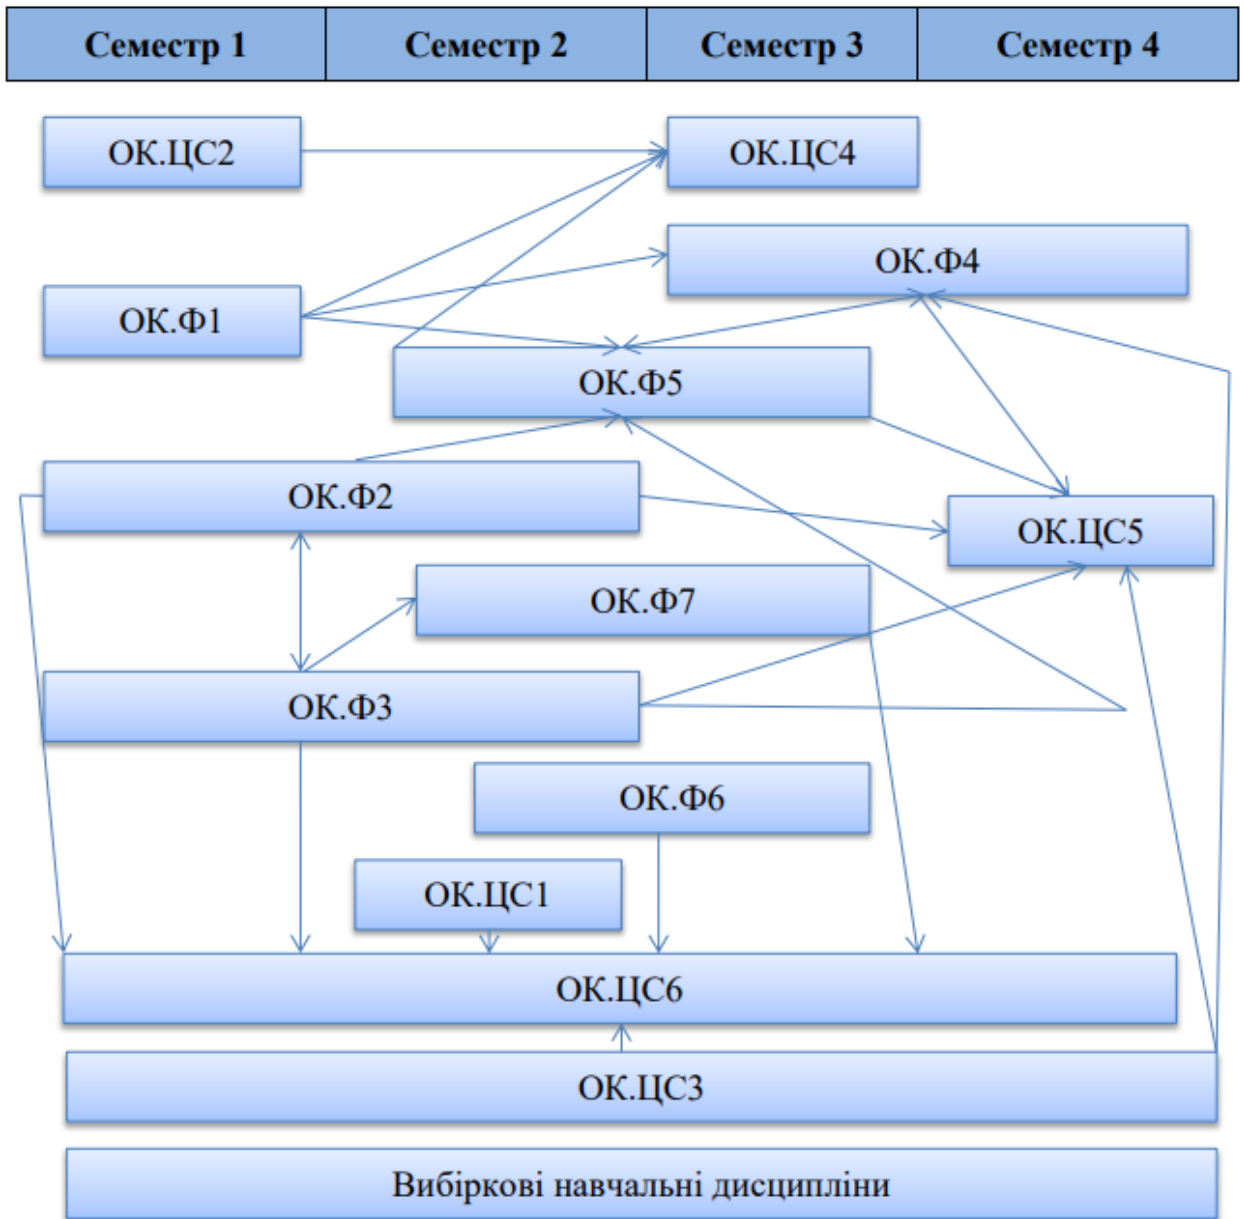 Семестр 1 Семестр 2 Семестр 3 Семестр 4
ОК.ЦС2 ОК.ЦС4
ОК.Ф4
ОК.Ф1
ОК.Ф5
ОК.Ф2
ОК.ЦС5
ОК.Ф7
ОК.Ф3
ОК.Ф6
ОК.ЦС1
ОК.ЦС6
ОК.ЦС3
Вибіркові навчальні дисципліни